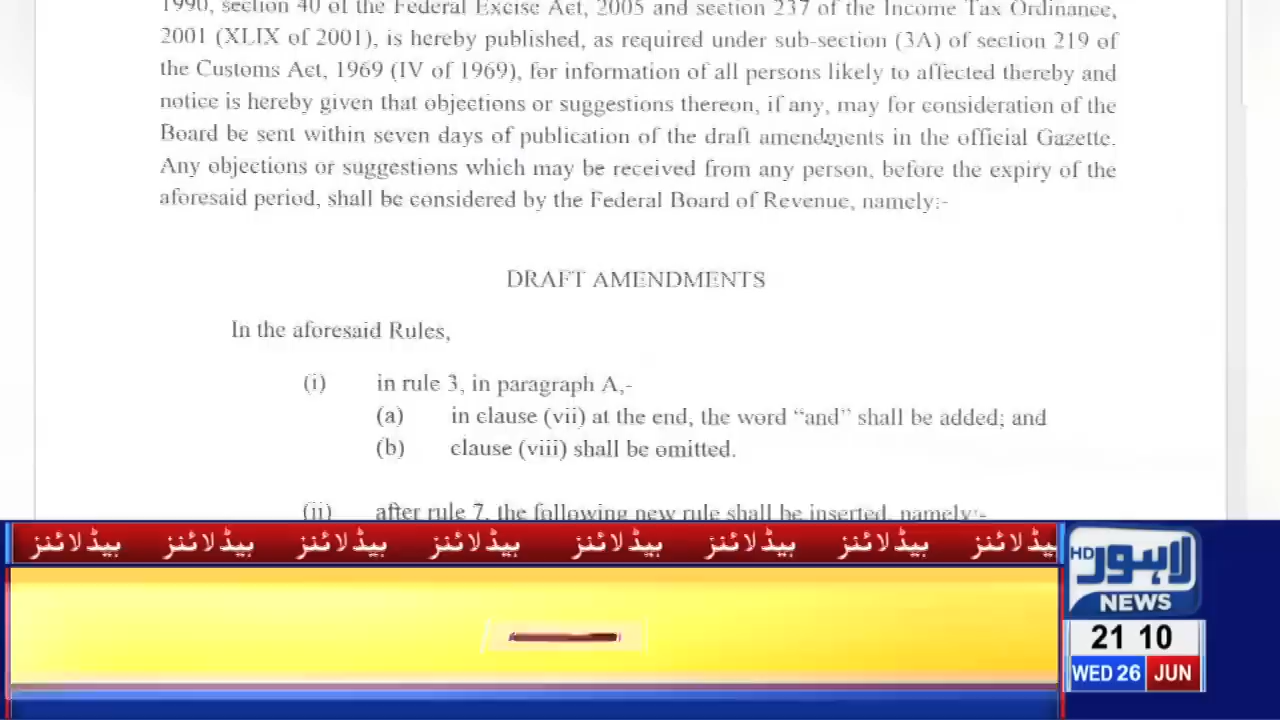 1990, section 40 of the Federal Excise Act, 2005 and section 237 of the Income Tax Ordinance,
2001 (XLIX of 2001), is hereby published, as required under sub-section (3A) of section 219 of
the Customs Act, 1969 (IV of 1969), for information of all persons likely to affected thereby and
notice is hereby given that objections or suggestions thereon, if any, may for consideration of the
Board be sent within seven days of publication of the draft amendments in the official Gazette.
Any objections or suggestions which may be received from any person, before the expiry of the
aforesaid period, shall be considered by the Federal Board of Revenue, namely:-
DRAFT AMENDMENTS
In the aforesaid Rules,
(i) in rule 3, in paragraph A,-
(a) in clause (vii) at the end, the word “and” shall be added; and
(b) clause (viii) shall be omitted.
(ii) after rule 7, the following new rule shall be inserted, namely:-
ہیڈلائنز ہیڈلائنز ہیڈلائنز ہیڈلائنز ہیڈلائنز ہیڈلائنز ہیڈلائنز ہیڈلائنز
لاہور HD
NEWS
21 10
WED 26 JUN